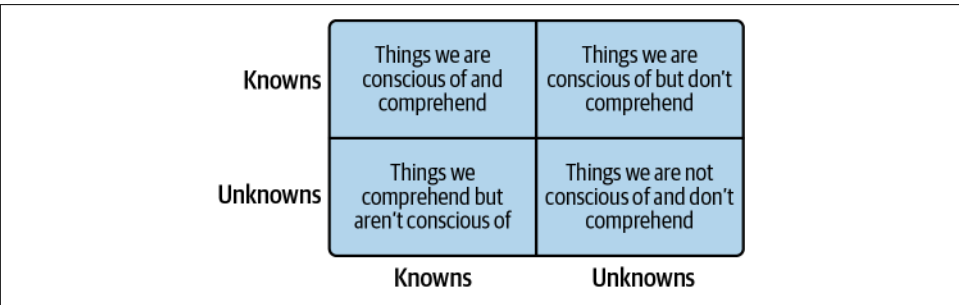 Knowns
Things we are
conscious of and
comprehend
Things we are
conscious of but don't
comprehend
Unknowns
Things we
comprehend but
aren't conscious of
Things we are not
conscious of and don't
comprehend
Knowns
Unknowns